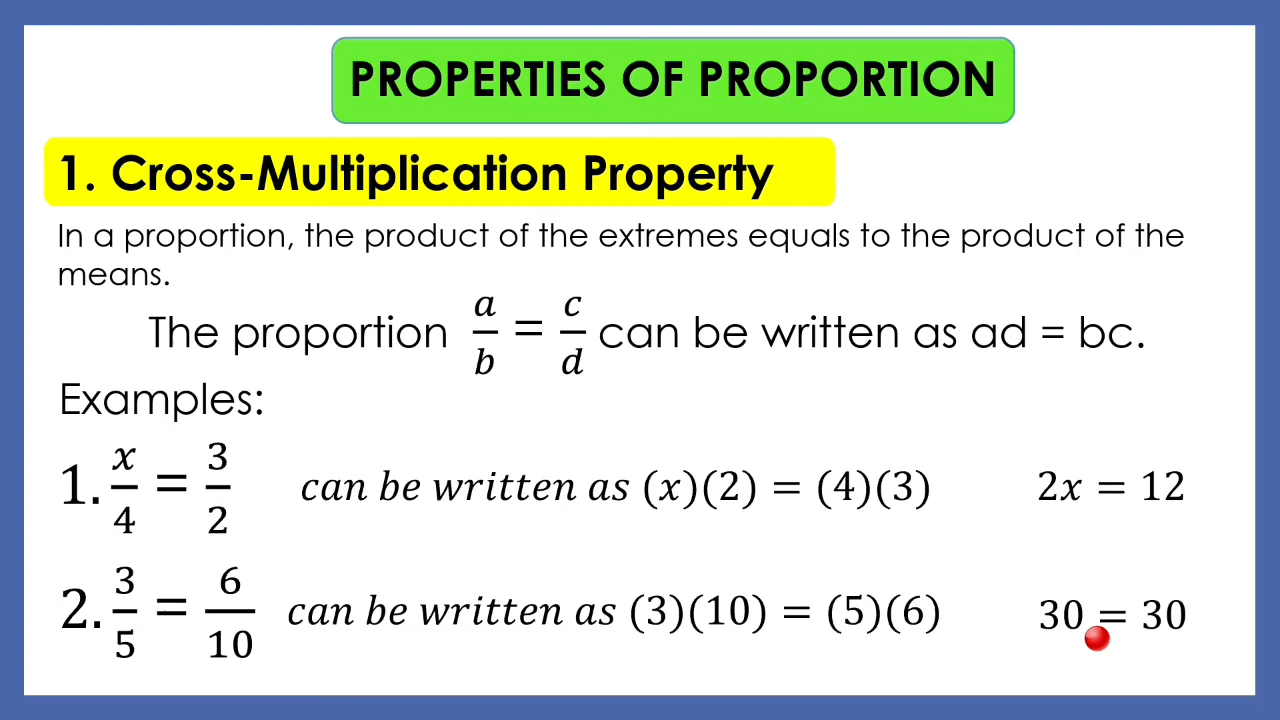 PROPERTIES OF PROPORTION
1. Cross-Multiplication Property
In a proportion, the product of the extremes equals to the product of the
means.
The proportion a/b = c/d can be written as ad = bc.
Examples:
1. x/4 = 3/2 can be written as (x)(2) = (4)(3) 2x = 12
2. 3/5 = 6/10 can be written as (3)(10) = (5)(6) 30 = 30